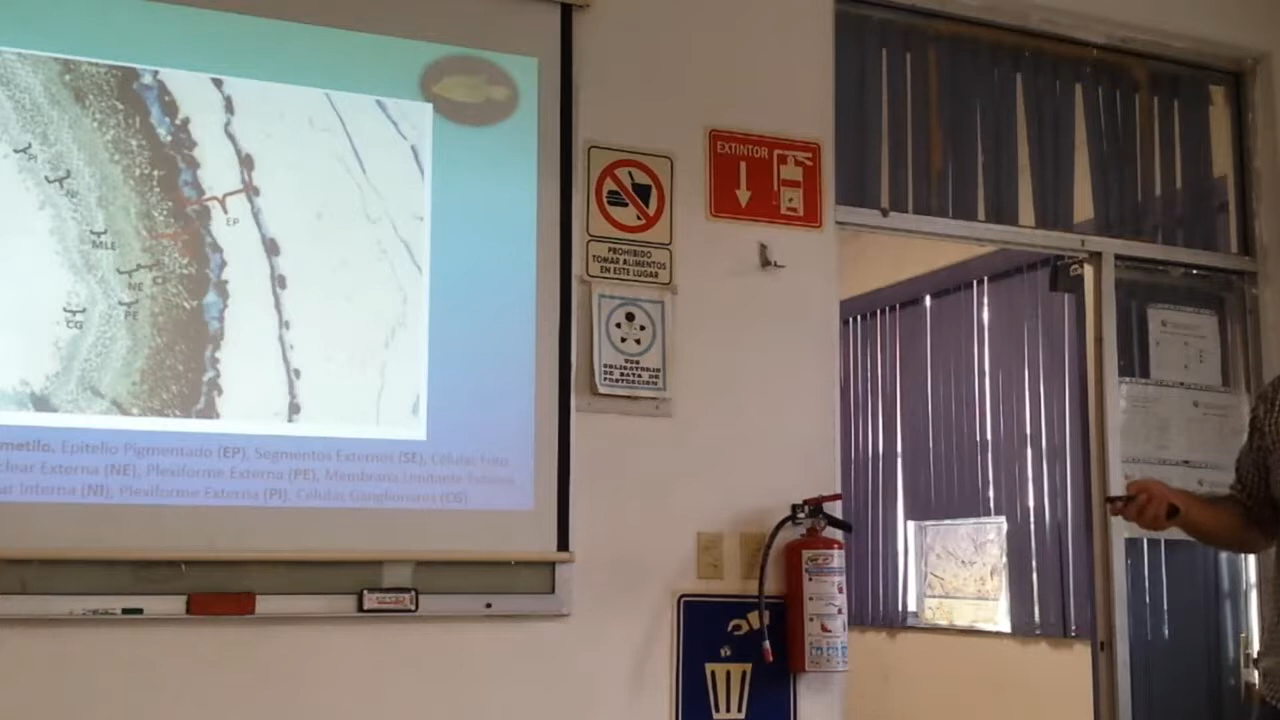 EP
MLE
NE
PE
CG
metilo. Epitelio Pigmentado (EP), Segmentos Externos (SE), Células Foto
clear Externa (NE), Plexiforme Externa (PE), Membrana Limitante Externa
ar Interna (NI), Plexiforme Externa (PI), Células Ganglionares (CG)
PROHIBIDO
TOMAR ALIMENTOS
EN ESTE LUGAR
USO
OBLIGATORIO
DE BATA DE
PROTECCION
EXTINTOR